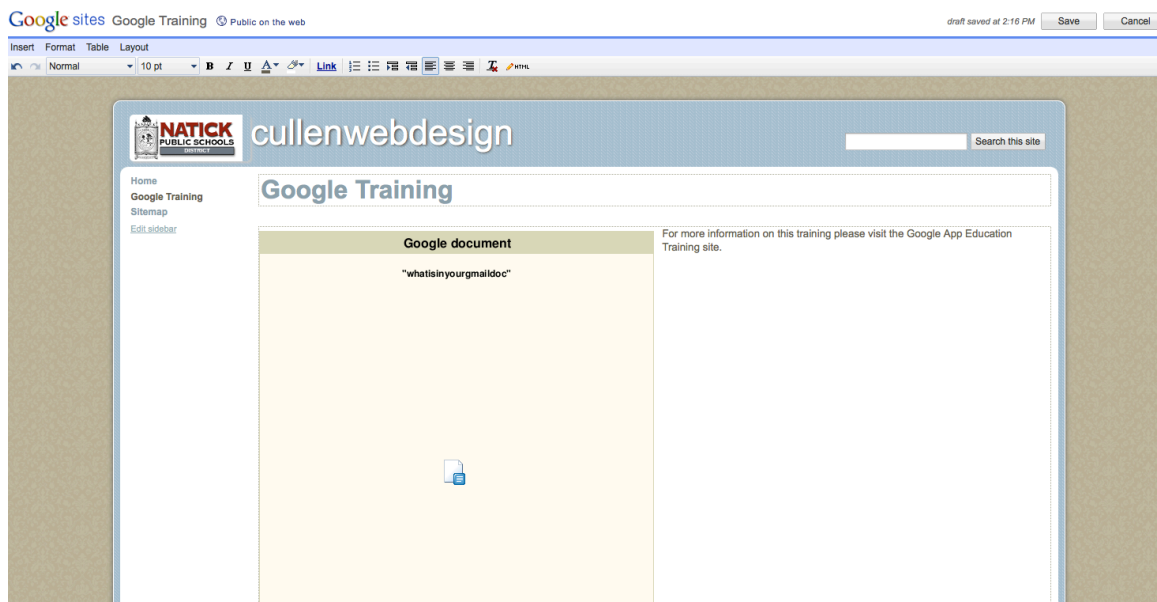 Google sites Google Training Public on the web draft saved at 2:16 PM Save Cancel
Insert Format Table Layout
Normal 10 pt B I U A Link HTML
NATICK
PUBLIC SCHOOLS
DISTRICT
cullenwebdesign
Search this site
Home
Google Training
Sitemap
Edit sidebar
Google Training
Google document
"whatisinyourgmaildoc"
For more information on this training please visit the Google App Education
Training site.